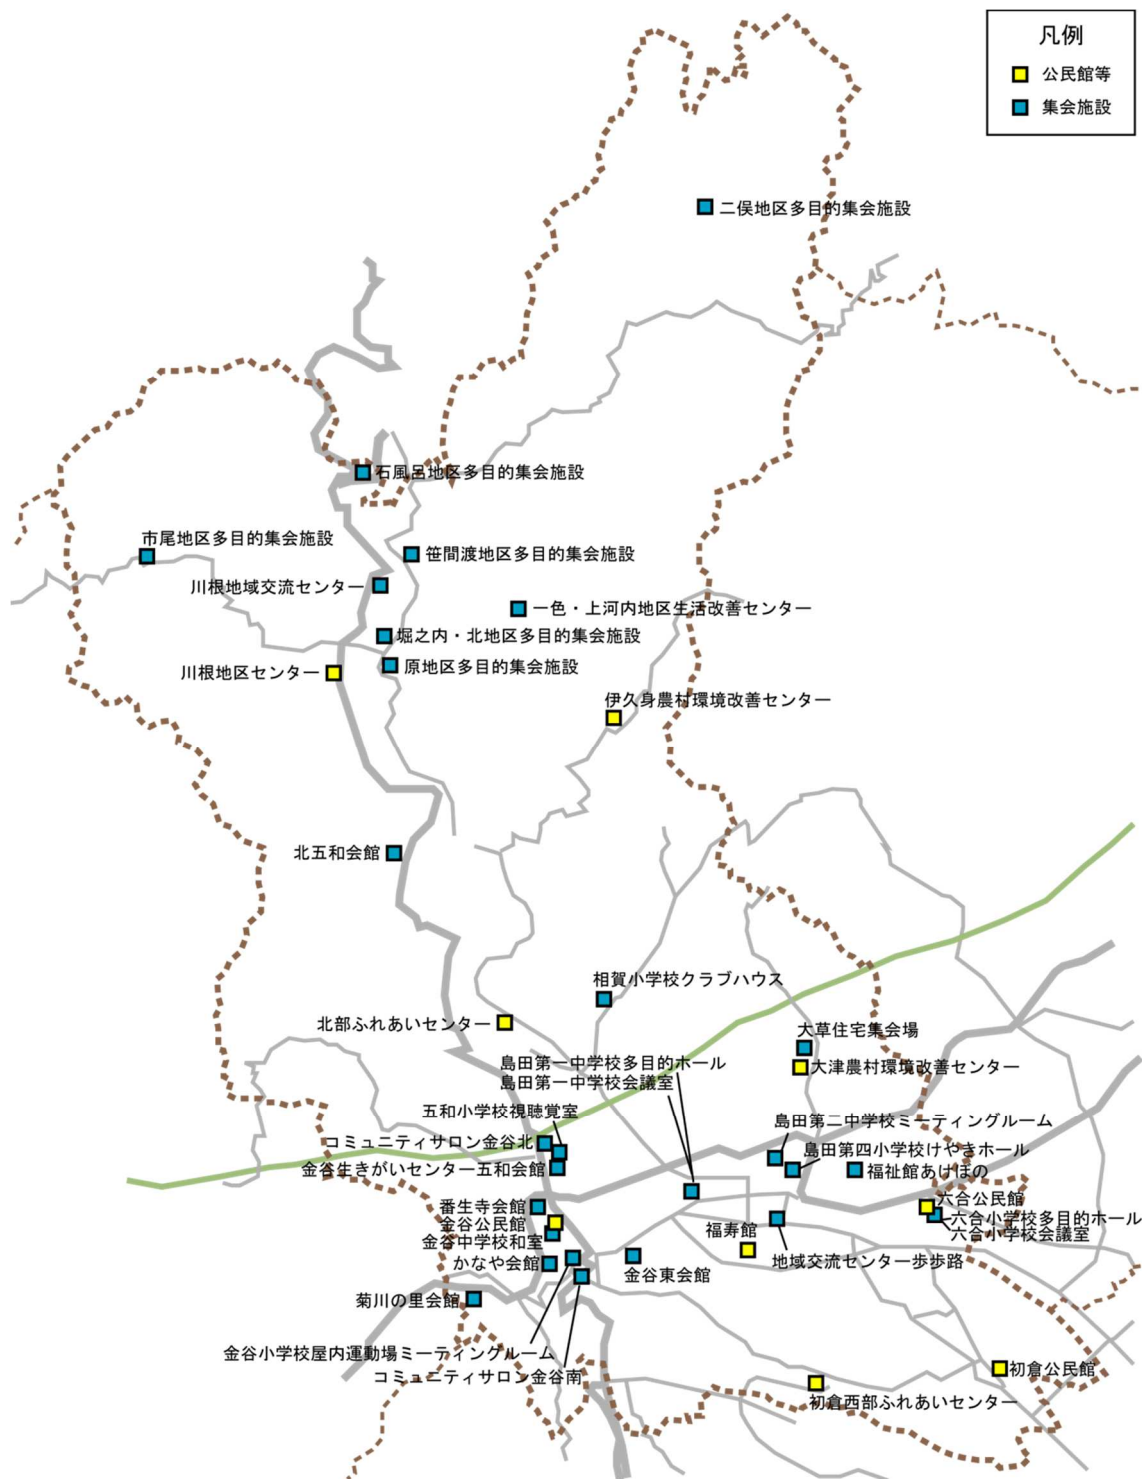 凡例
公民館等
集会施設
二俣地区多目的集会施設
石風呂地区多目的集会施設
市尾地区多目的集会施設
笹間渡地区多目的集会施設
川根地域交流センター
一色・上河内地区生活改善センター
堀之内・北地区多目的集会施設
原地区多目的集会施設
川根地区センター
伊久身農村環境改善センター
北五和会館
相賀小学校クラブハウス
北部ふれあいセンター
大草住宅集会場
島田第一中学校多目的ホール
大津農村環境改善センター
島田第一中学校会議室
五和小学校視聴覚室
島田第二中学校ミーティングルーム
コミュニティサロン金谷北
島田第四小学校けやきホール
金谷生きがいセンター五和会館
福祉館あけぼの
六合公民館
番生寺会館
六合小学校多目的ホール
金谷公民館
福寿館
六合小学校会議室
金谷中学校和室
かなや会館
地域交流センター歩歩路
金谷東会館
菊川の里会館
金谷小学校屋内運動場ミーティングルーム
コミュニティサロン金谷南
初倉公民館
初倉西部ふれあいセンター